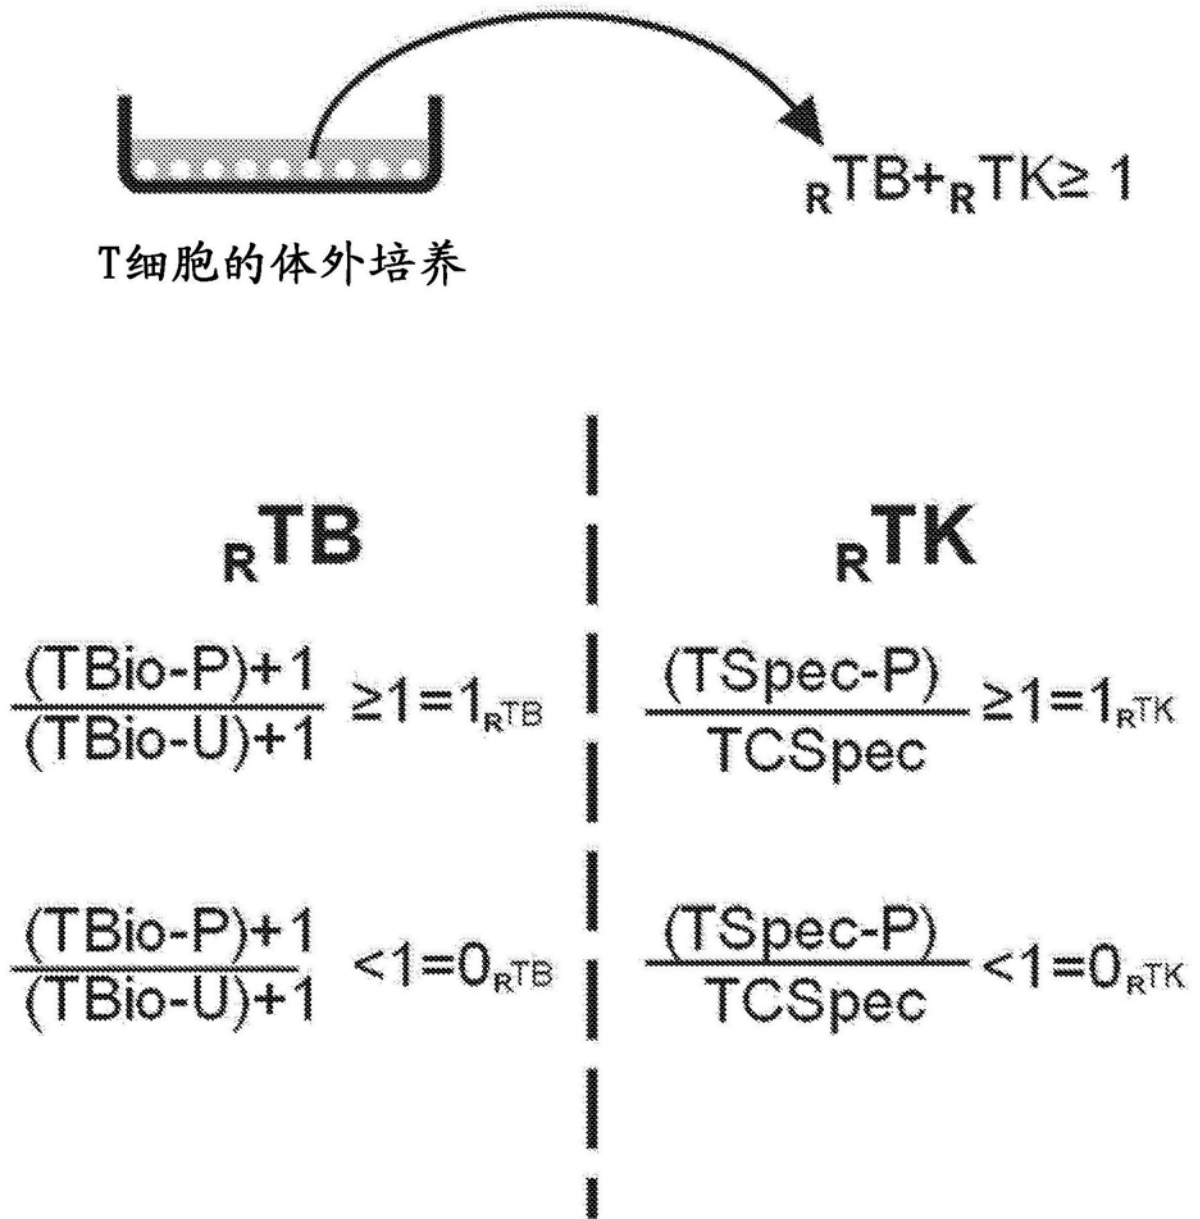 RTB+RTK≥ 1
T细胞的体外培养
RTB
(TBio-P)+1
(TBio-U)+1
≥1=1RTB
(TBio-P)+1
(TBio-U)+1
<1=0RTB
RTK
(TSpec-P)
TCSpec
≥1=1RTK
(TSpec-P)
TCSpec
<1=0RTK